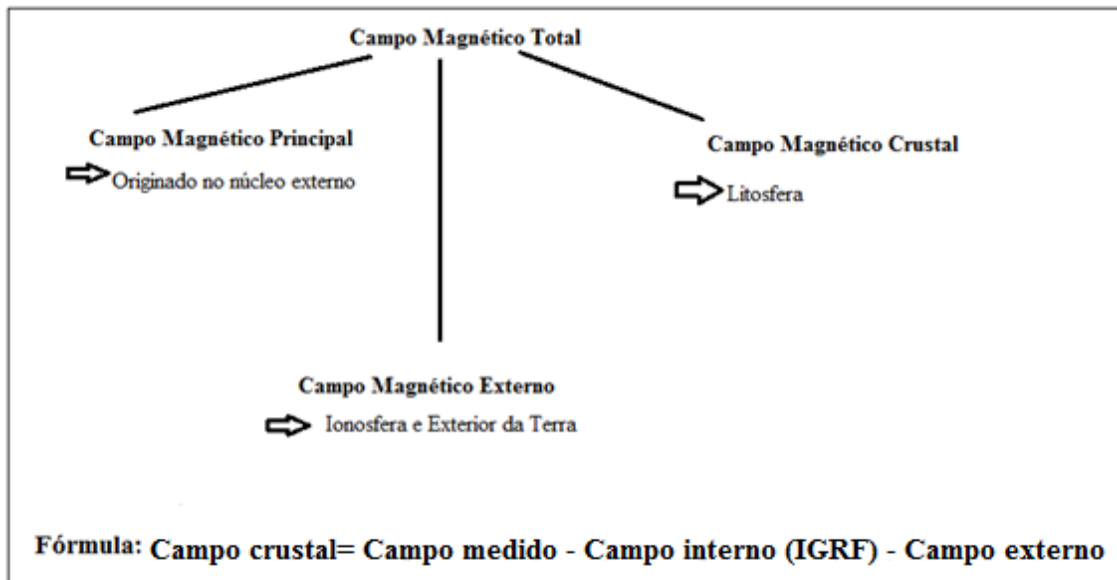 Campo Magnético Total
Campo Magnético Principal
Originado no núcleo externo
Campo Magnético Crustal
Litosfera
Campo Magnético Externo
Ionosfera e Exterior da Terra
Fórmula: Campo crustal= Campo medido - Campo interno (IGRF) - Campo externo